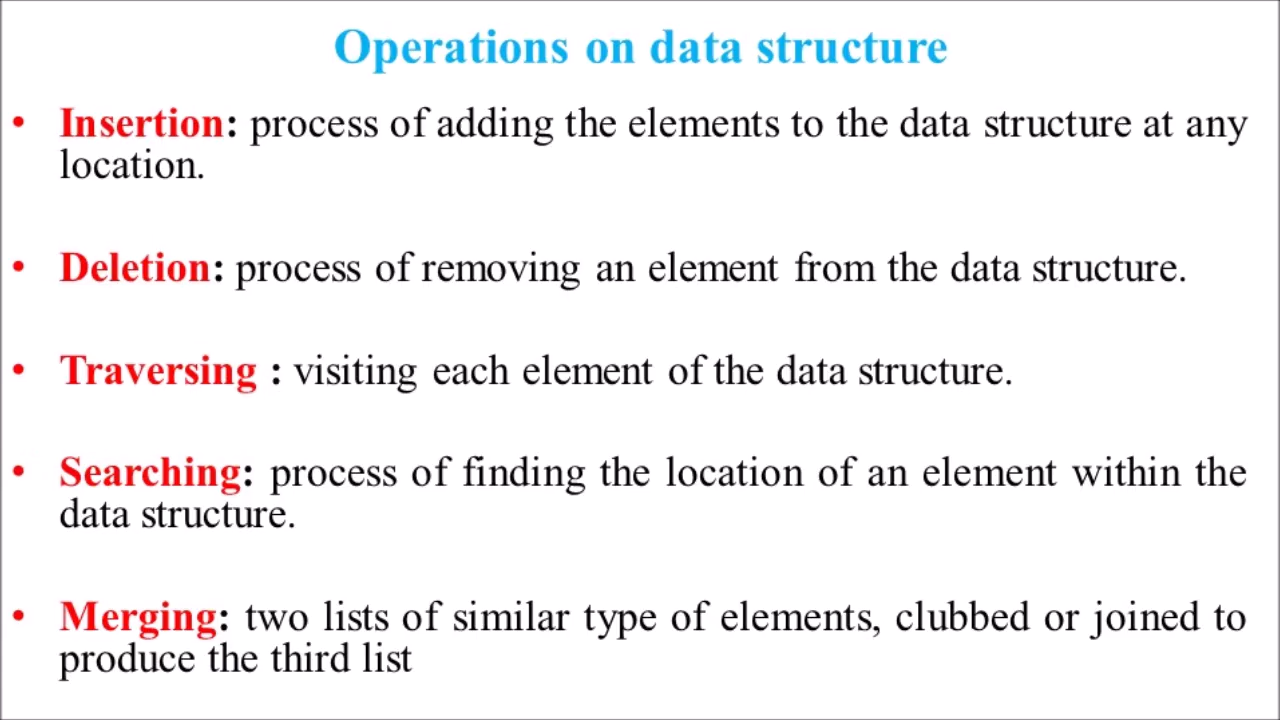 Operations on data structure
• Insertion: process of adding the elements to the data structure at any
location.
• Deletion: process of removing an element from the data structure.
• Traversing : visiting each element of the data structure.
• Searching: process of finding the location of an element within the
data structure.
• Merging: two lists of similar type of elements, clubbed or joined to
produce the third list